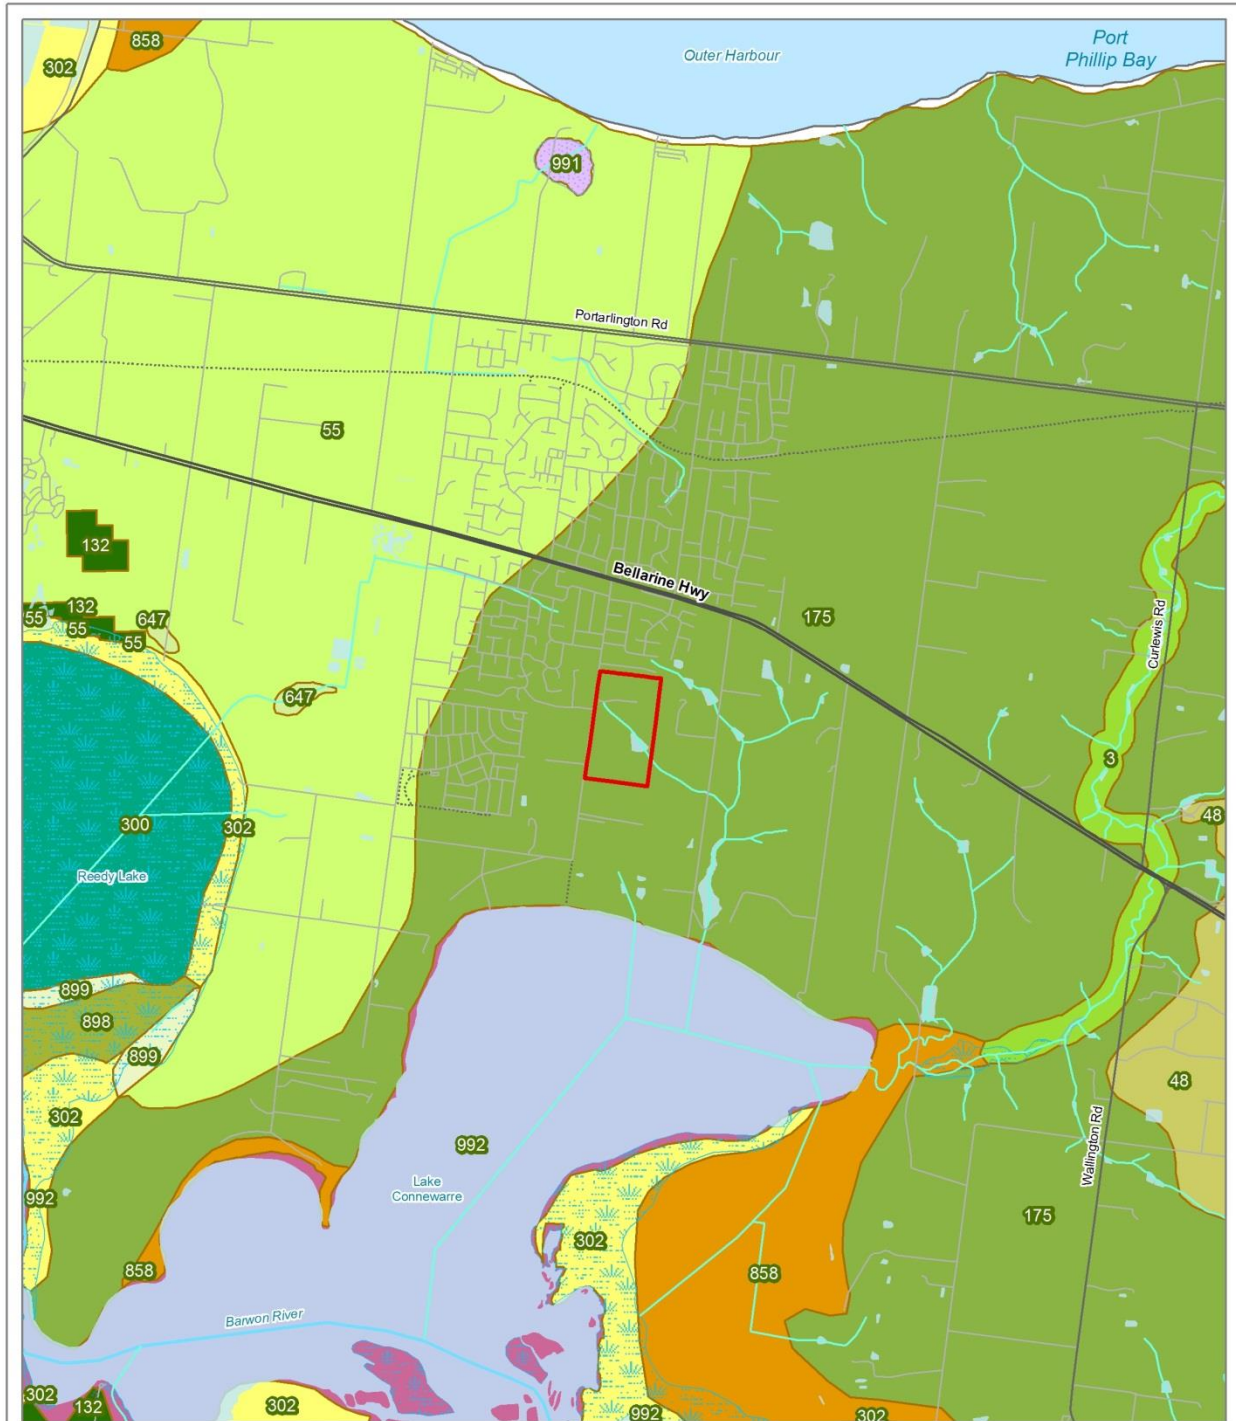 858
302
Outer Harbour
Port
Phillip Bay
991
Portarlington Rd
55
132
Bellarine Hwy
132
55
55
55
647
175
Curlewis Rd
647
3
48
300
302
Reedy Lake
899
898
899
48
302
992
Wallington Rd
Lake
Connewarre
992
175
302
858
858
Barwon River
302
132
302
992
302